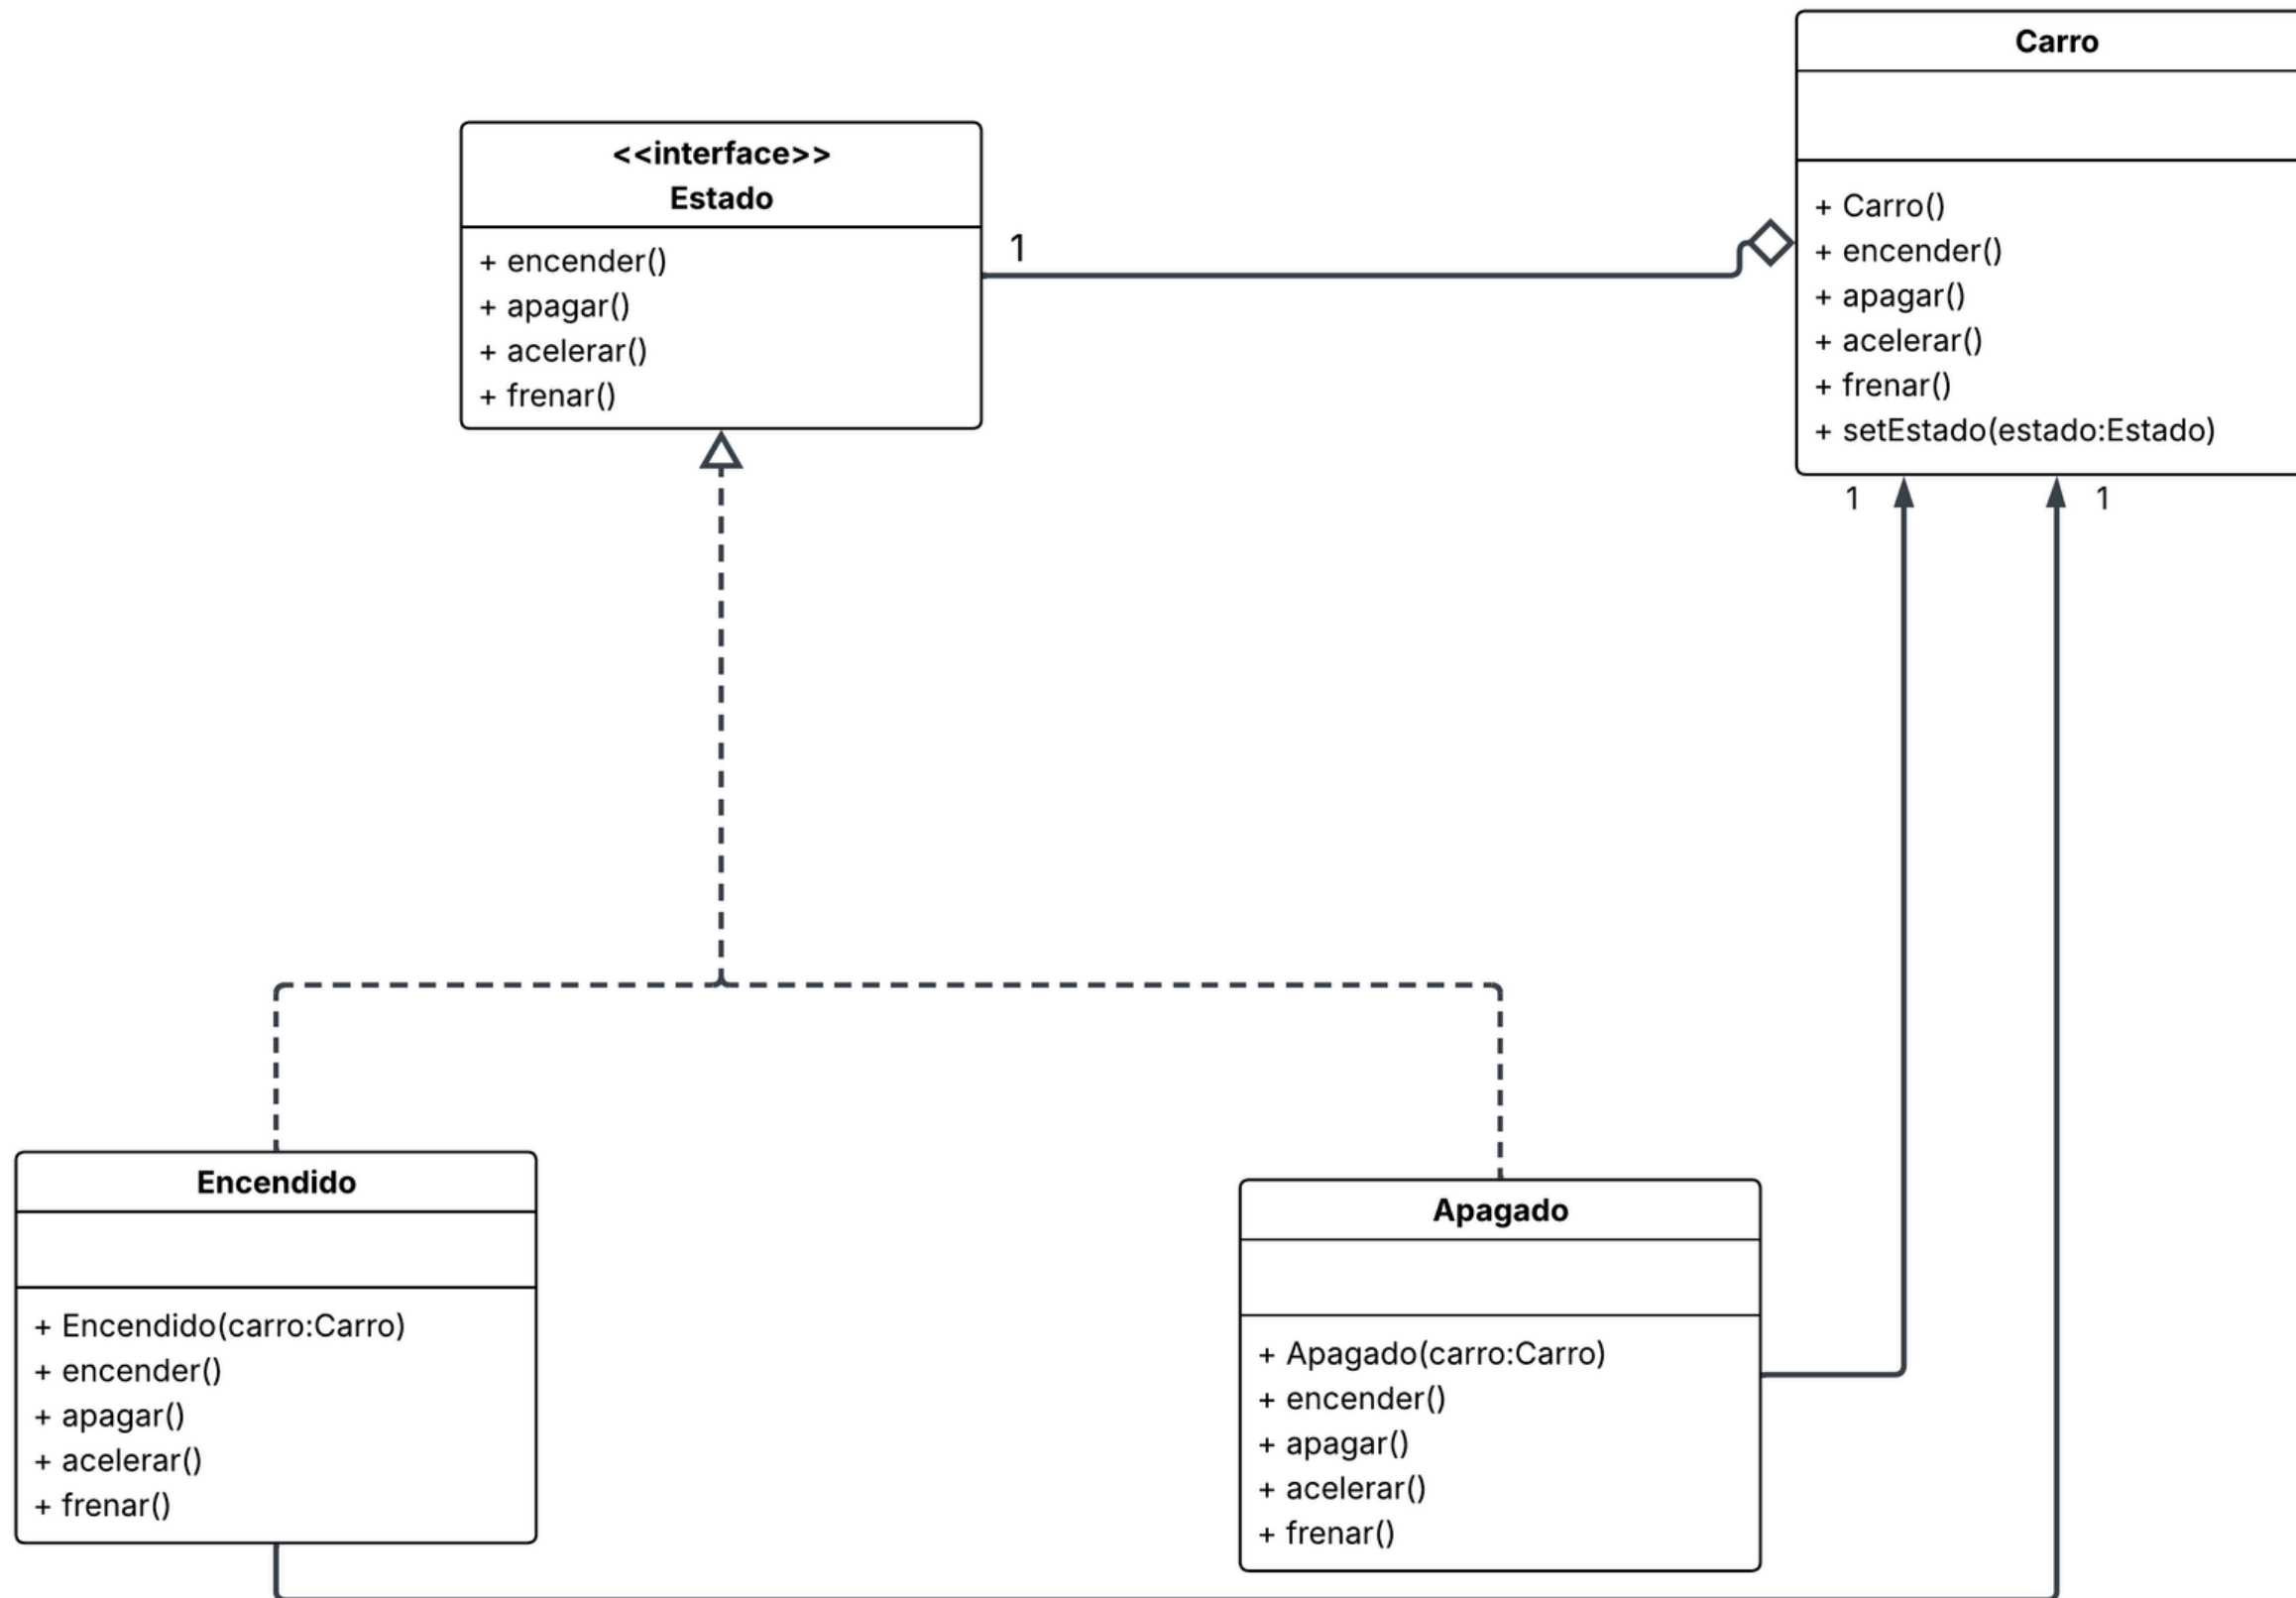 Carro
+ Carro()
+ encender()
+ apagar()
+ acelerar()
+ frenar()
+ setEstado(estado:Estado)
<<interface>>
Estado
+ encender()
+ apagar()
+ acelerar()
+ frenar()
1
1
1
Encendido
+ Encendido(carro:Carro)
+ encender()
+ apagar()
+ acelerar()
+ frenar()
Apagado
+ Apagado(carro:Carro)
+ encender()
+ apagar()
+ acelerar()
+ frenar()